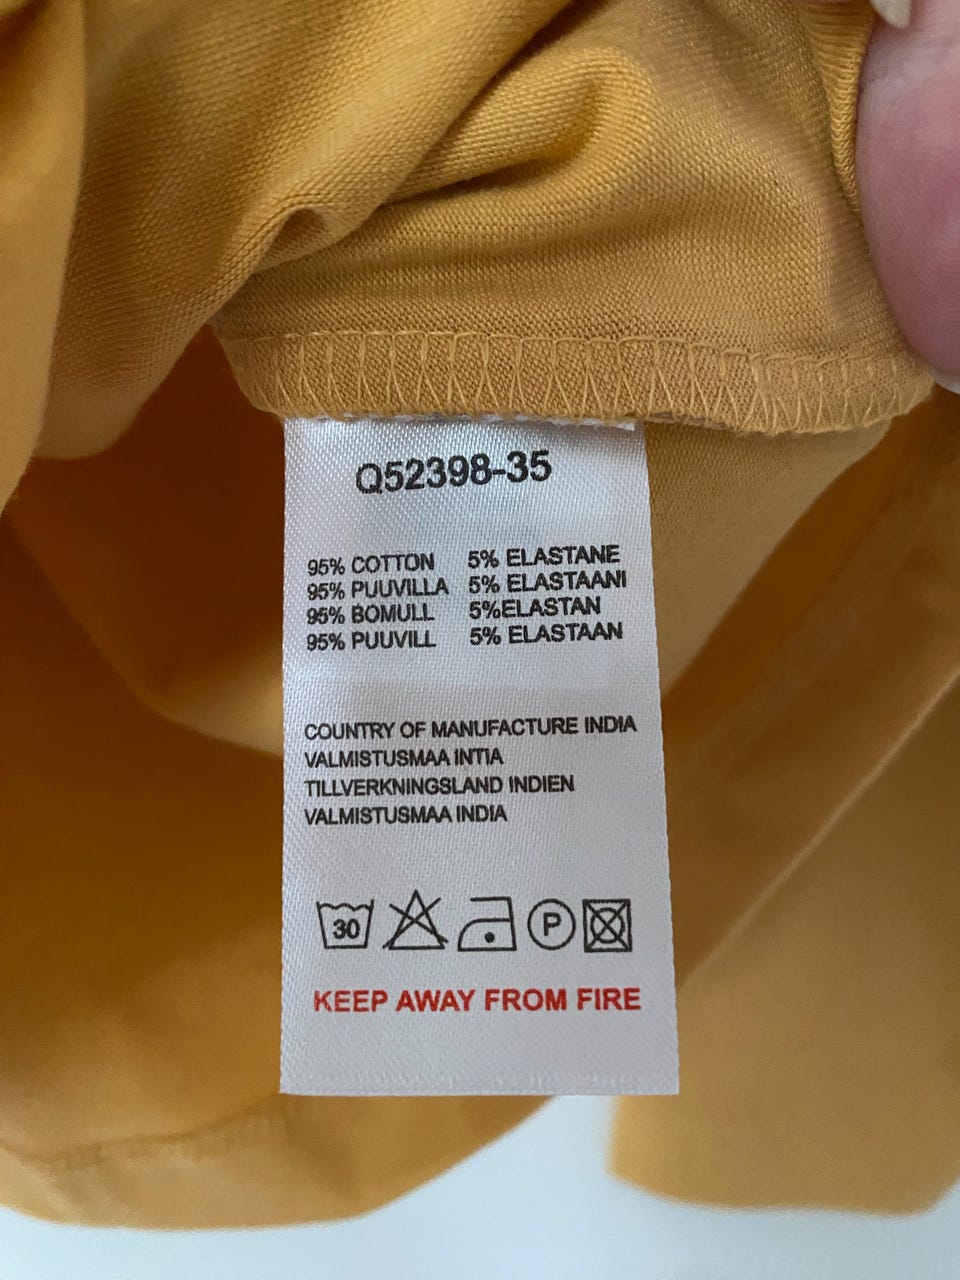 Q52398-35
95% COTTON 5% ELASTANE
95% PUUVILLA 5% ELASTAANI
95% BOMULL 5%ELASTAN
95% PUUVILL 5% ELASTAAN
COUNTRY OF MANUFACTURE INDIA
VALMISTUSMAA INTIA
TILLVERKNINGSLAND INDIEN
VALMISTUSMAA INDIA
30 P
KEEP AWAY FROM FIRE